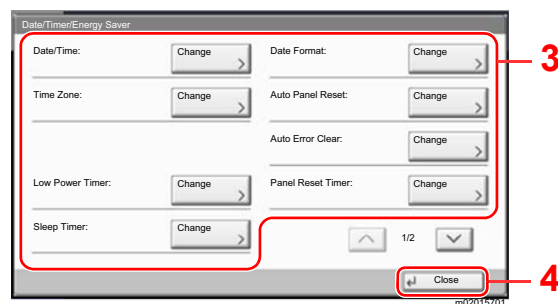 Date/Timer/Energy Saver
Date/Time: Change Date Format: Change
3
Time Zone: Change Auto Panel Reset: Change
Auto Error Clear: Change
Low Power Timer: Change Panel Reset Timer: Change
Sleep Timer: Change
1/2
Close
4
m02015701